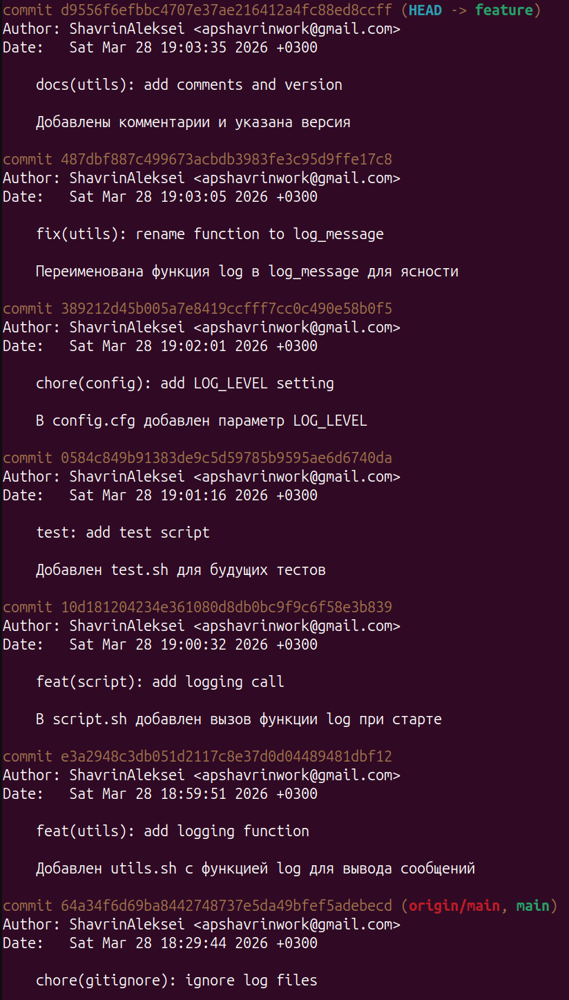 commit d9556f6efbbc4707e37ae216412a4fc88ed8ccff (HEAD -> feature)
Author: ShavrinAleksei <apshavrinwork@gmail.com>
Date:   Sat Mar 28 19:03:35 2026 +0300
docs(utils): add comments and version
Добавлены комментарии и указана версия
commit 487dbf887c499673acbdb3983fe3c95d9ffe17c8
Author: ShavrinAleksei <apshavrinwork@gmail.com>
Date:   Sat Mar 28 19:03:05 2026 +0300
fix(utils): rename function to log_message
Переименована функция log в log_message для ясности
commit 389212d45b005a7e8419ccfff7cc0c490e58b0f5
Author: ShavrinAleksei <apshavrinwork@gmail.com>
Date:   Sat Mar 28 19:02:01 2026 +0300
chore(config): add LOG_LEVEL setting
В config.cfg добавлен параметр LOG_LEVEL
commit 0584c849b91383de9c5d59785b9595ae6d6740da
Author: ShavrinAleksei <apshavrinwork@gmail.com>
Date:   Sat Mar 28 19:01:16 2026 +0300
test: add test script
Добавлен test.sh для будущих тестов
commit 10d181204234e361080d8db0bc9f9c6f58e3b839
Author: ShavrinAleksei <apshavrinwork@gmail.com>
Date:   Sat Mar 28 19:00:32 2026 +0300
feat(script): add logging call
В script.sh добавлен вызов функции log при старте
commit e3a2948c3db051d2117c8e37d0d04489481dbf12
Author: ShavrinAleksei <apshavrinwork@gmail.com>
Date:   Sat Mar 28 18:59:51 2026 +0300
feat(utils): add logging function
Добавлен utils.sh с функцией log для вывода сообщений
commit 64a34f6d69ba8442748737e5da49bfef5adebecd (origin/main, main)
Author: ShavrinAleksei <apshavrinwork@gmail.com>
Date:   Sat Mar 28 18:29:44 2026 +0300
chore(gitignore): ignore log files